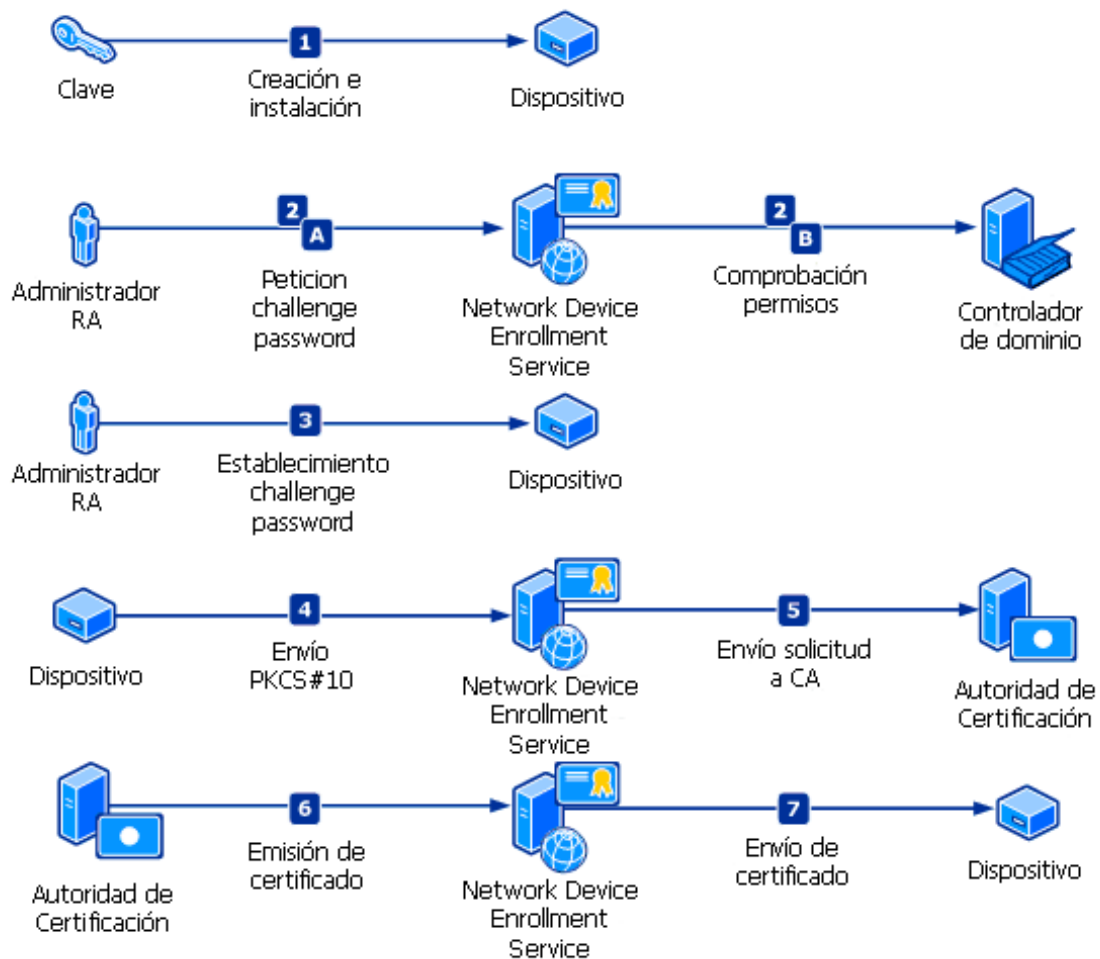 1
Clave
Creación e
instalación
Dispositivo
2
A
2
B
Administrador
RA
Peticion
challenge
password
Network Device
Enrollment
Service
Comprobación
permisos
Controlador
de dominio
3
Administrador
RA
Establecimiento
challenge
password
Dispositivo
4
5
Dispositivo
Envío
PKCS#10
Network Device
Enrollment
Service
Envío solicitud
a CA
Autoridad de
Certificación
6
7
Autoridad de
Certificación
Emisión de
certificado
Network Device
Enrollment
Service
Envío de
certificado
Dispositivo